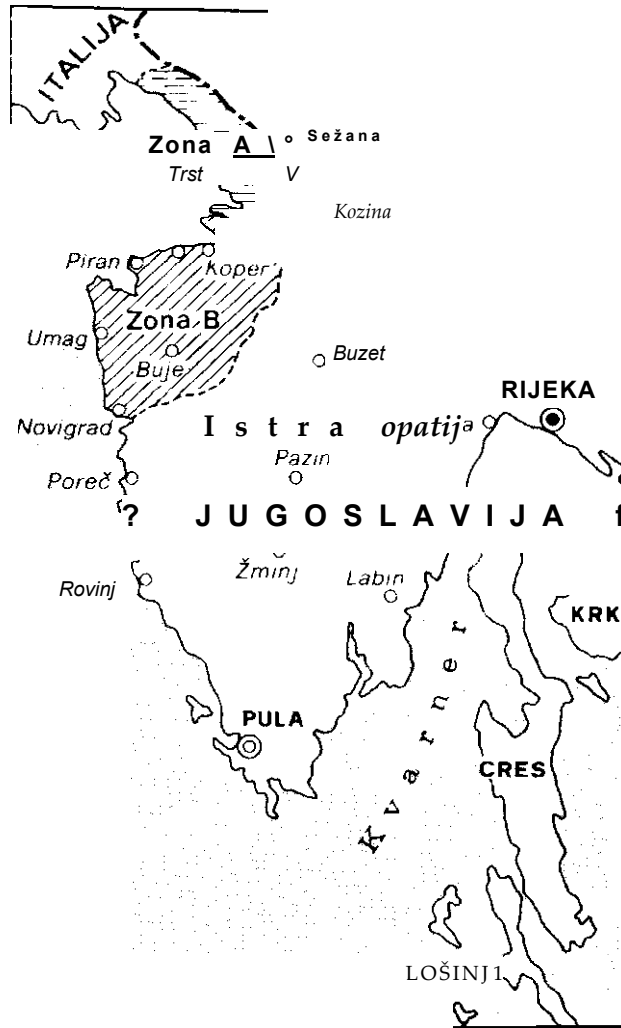 ITALIJA
Zona A \ Sežana
Trst V
Kozina
Piran Koper
Zona B
Umag
Buje Buzet
RIJEKA
Novigrad Istra opatija
Pazin
Poreč
? JUGOSLAVIJA f
Žminj Labin
Rovinj
KRK
Kvarner
PULA
CRES
LOŠINJ1